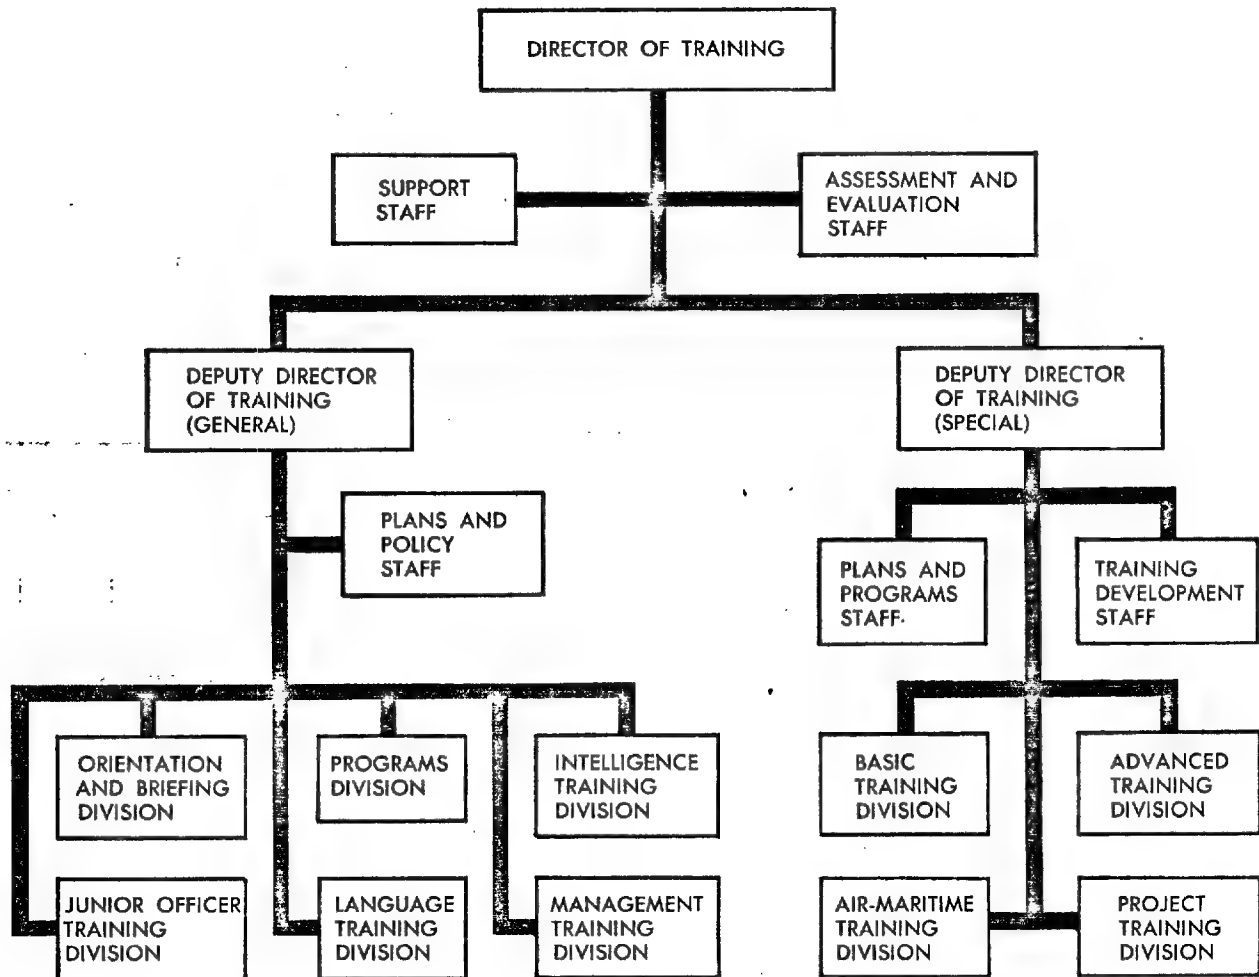 DIRECTOR OF TRAINING
SUPPORT
STAFF
ASSESSMENT AND
EVALUATION
STAFF
DEPUTY DIRECTOR
OF TRAINING
(GENERAL)
DEPUTY DIRECTOR
OF TRAINING
(SPECIAL)
PLANS AND
POLICY
STAFF
PLANS AND
PROGRAMS
STAFF
TRAINING
DEVELOPMENT
STAFF
ORIENTATION
AND BRIEFING
DIVISION
PROGRAMS
DIVISION
INTELLIGENCE
TRAINING
DIVISION
BASIC
TRAINING
DIVISION
ADVANCED
TRAINING
DIVISION
JUNIOR OFFICER
TRAINING
DIVISION
LANGUAGE
TRAINING
DIVISION
MANAGEMENT
TRAINING
DIVISION
AIR-MARITIME
TRAINING
DIVISION
PROJECT
TRAINING
DIVISION